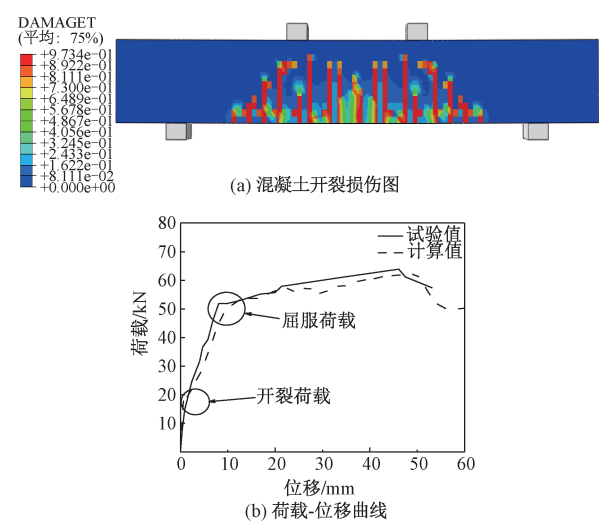 DAMAGET
(平均: 75%)
+9.734e-01
+8.922e-01
+8.111e-01
+7.300e-01
+6.489e-01
+5.678e-01
+4.867e-01
+4.056e-01
+3.245e-01
+2.433e-01
+1.622e-01
+8.111e-02
+0.000e+00
(a) 混凝土开裂损伤图
80
70
60
50
40
30
20
10
荷载/kN
试验值
计算值
屈服荷载
开裂荷载
0 10 20 30 40 50 60
位移/mm
(b) 荷载-位移曲线